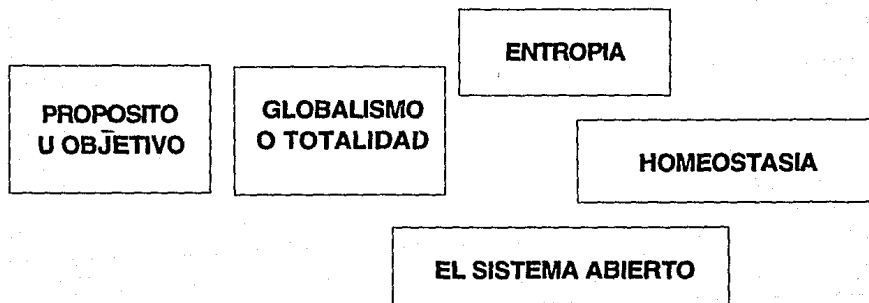 ENTROPIA
PROPOSITO
U OBJETIVO
GLOBALISMO
O TOTALIDAD
HOMEOSTASIA
EL SISTEMA ABIERTO